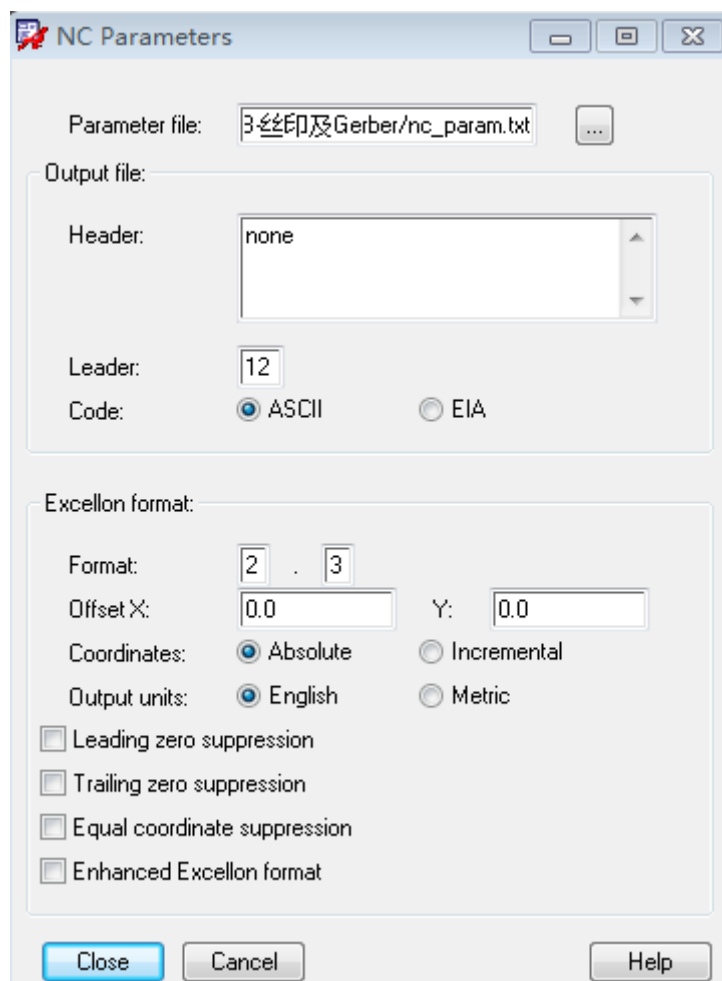 NC Parameters
Parameter file: 丝印及Gerber/nc_param.txt ...
Output file:
Header: none
Leader: 12
Code: ASCII EIA
Excellon format:
Format: 2 . 3
Offset X: 0.0 Y: 0.0
Coordinates: Absolute Incremental
Output units: English Metric
Leading zero suppression
Trailing zero suppression
Equal coordinate suppression
Enhanced Excellon format
Close Cancel Help